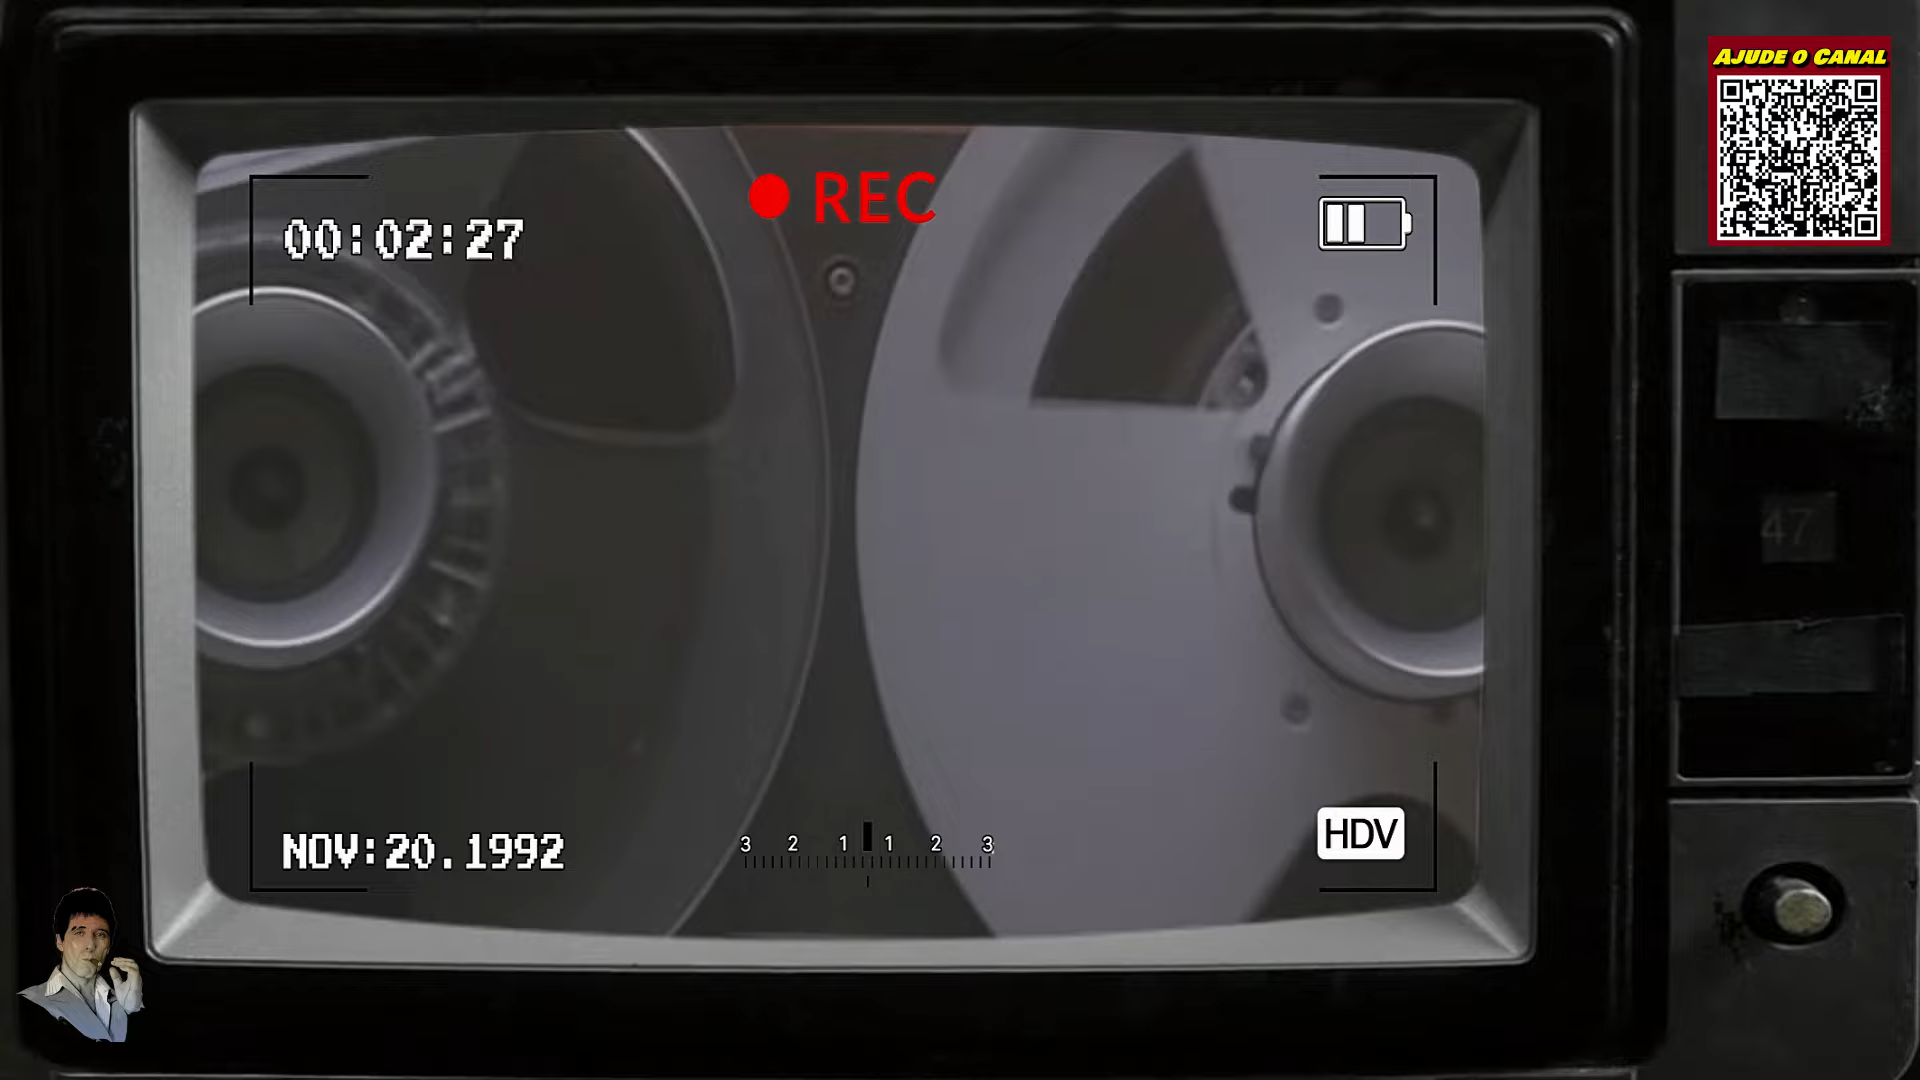 AJUDE O CANAL
REC
00:02:27
47
NOV:20.1992
3 2 1 1 2 3
HDV